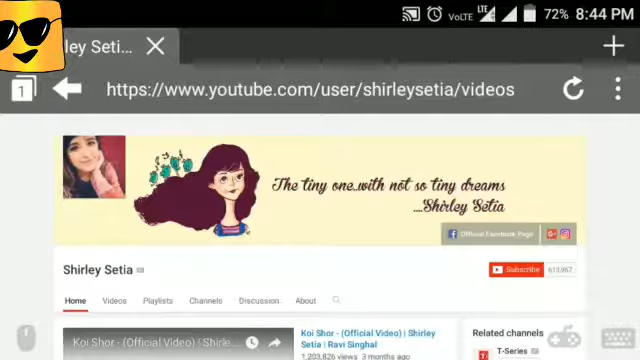 VoLTE LTE 72% 8:44 PM
ley Seti...
1 https://www.youtube.com/user/shirleysetia/videos
The tiny one..with not so tiny dreams
....Shirley Setia
Official Facebook Page G+
Shirley Setia
Subscribe 613,967
Home Videos Playlists Channels Discussion About
Koi Shor - (Official Video) | Shirle...
Koi Shor - (Official Video) | Shirley
Setia | Ravi Singhal
1,203,826 views 3 months ago
Related channels
T-Series